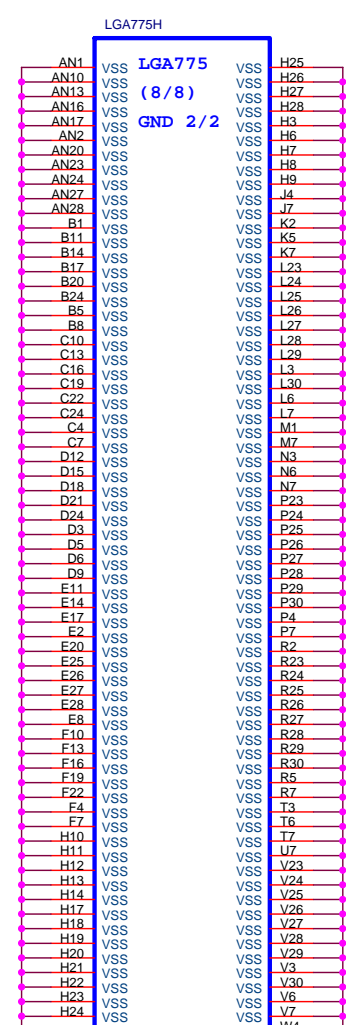 LGA775H
LGA775
(8/8)
GND 2/2
AN1 VSS VSS H25
AN10 VSS VSS H26
AN13 VSS VSS H27
AN16 VSS VSS H28
AN17 VSS VSS H3
AN2 VSS VSS H6
AN20 VSS VSS H7
AN23 VSS VSS H8
AN24 VSS VSS H9
AN27 VSS VSS J4
AN28 VSS VSS J7
B1 VSS VSS K2
B11 VSS VSS K5
B14 VSS VSS K7
B17 VSS VSS L23
B20 VSS VSS L24
B24 VSS VSS L25
B5 VSS VSS L26
B8 VSS VSS L27
C10 VSS VSS L28
C13 VSS VSS L29
C16 VSS VSS L3
C19 VSS VSS L30
C22 VSS VSS L6
C24 VSS VSS L7
C4 VSS VSS M1
C7 VSS VSS M7
D12 VSS VSS N3
D15 VSS VSS N6
D18 VSS VSS N7
D21 VSS VSS P23
D24 VSS VSS P24
D3 VSS VSS P25
D5 VSS VSS P26
D6 VSS VSS P27
D9 VSS VSS P28
E11 VSS VSS P29
E14 VSS VSS P30
E17 VSS VSS P4
E2 VSS VSS P7
E20 VSS VSS R2
E25 VSS VSS R23
E26 VSS VSS R24
E27 VSS VSS R25
E28 VSS VSS R26
E8 VSS VSS R27
F10 VSS VSS R28
F13 VSS VSS R29
F16 VSS VSS R30
F19 VSS VSS R5
F22 VSS VSS R7
F4 VSS VSS T3
F7 VSS VSS T6
H10 VSS VSS T7
H11 VSS VSS U7
H12 VSS VSS V23
H13 VSS VSS V24
H14 VSS VSS V25
H17 VSS VSS V26
H18 VSS VSS V27
H19 VSS VSS V28
H20 VSS VSS V29
H21 VSS VSS V3
H22 VSS VSS V30
H23 VSS VSS V6
H24 VSS VSS V7